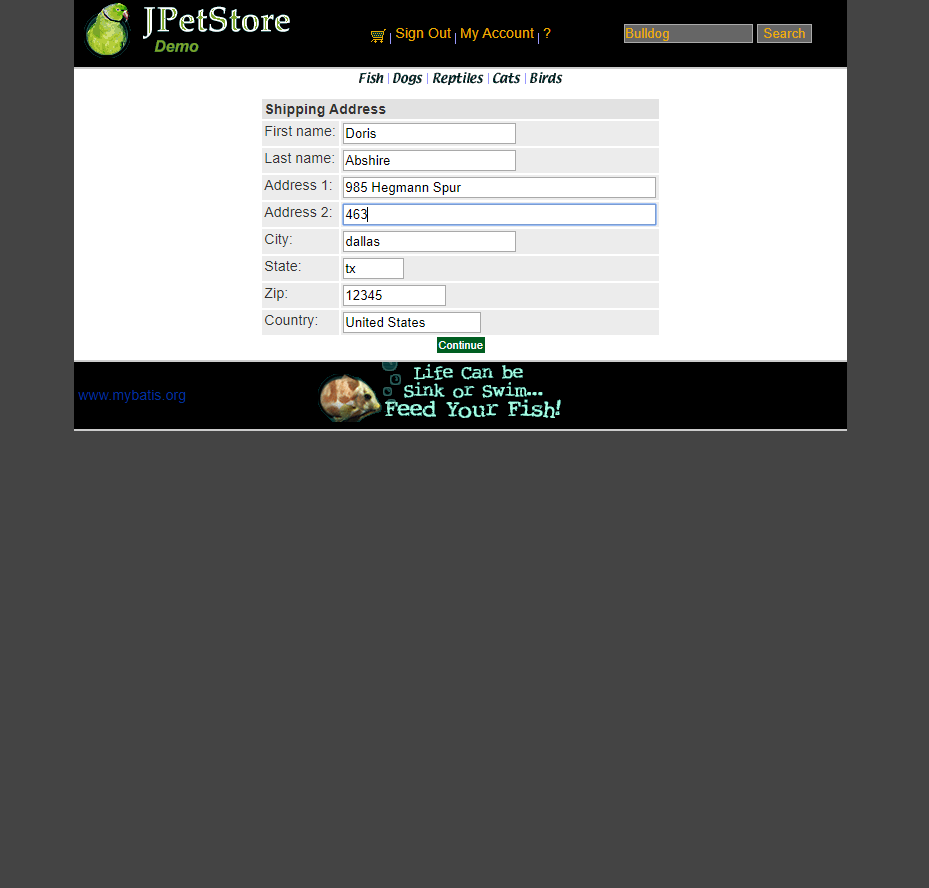 JPetStore
Demo
Sign Out | My Account | ?
Bulldog
Search
Fish | Dogs | Reptiles | Cats | Birds
Shipping Address
First name: Doris
Last name: Abshire
Address 1: 985 Hegmann Spur
Address 2: 463
City: dallas
State: tx
Zip: 12345
Country: United States
Continue
www.mybatis.org
Life Can be
Sink or Swim...
Feed Your Fish!